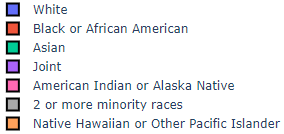 White
Black or African American
Asian
Joint
American Indian or Alaska Native
2 or more minority races
Native Hawaiian or Other Pacific Islander